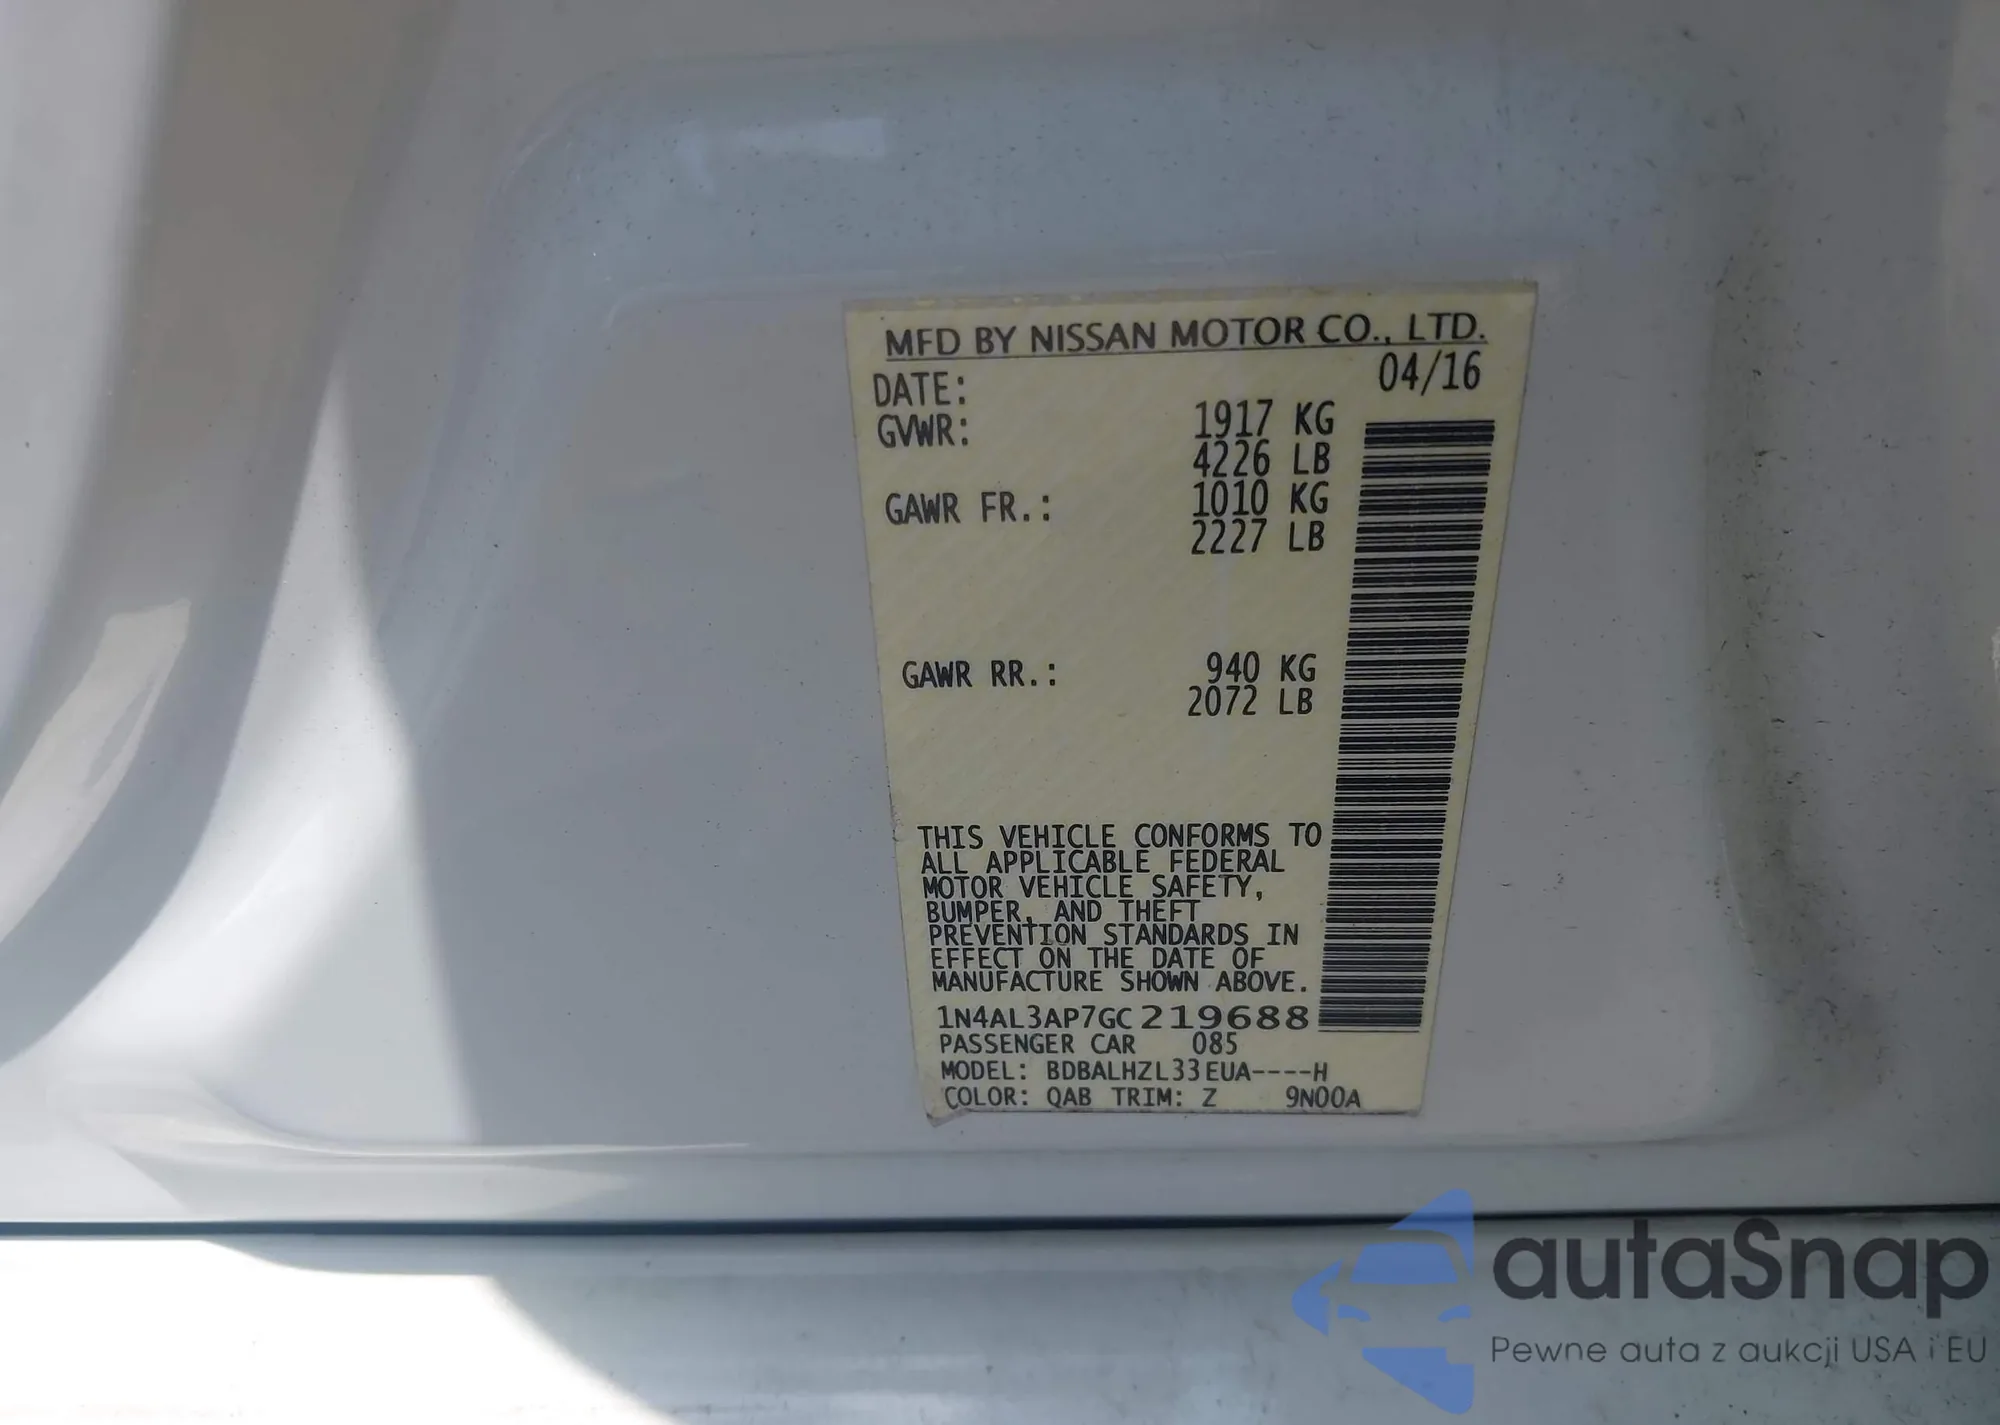 MFD BY NISSAN MOTOR CO., LTD.
DATE: 04/16
GVWR: 1917 KG
4226 LB
GAWR FR.: 1010 KG
2227 LB
GAWR RR.: 940 KG
2072 LB
THIS VEHICLE CONFORMS TO
ALL APPLICABLE FEDERAL
MOTOR VEHICLE SAFETY,
BUMPER, AND THEFT
PREVENTION STANDARDS IN
EFFECT ON THE DATE OF
MANUFACTURE SHOWN ABOVE.
1N4AL3AP7GC219688
PASSENGER CAR 085
MODEL: BDBALHZL33EUA----H
COLOR: QAB TRIM: Z 9N00A
autaSnap
Pewne auta z aukcji USA i EU